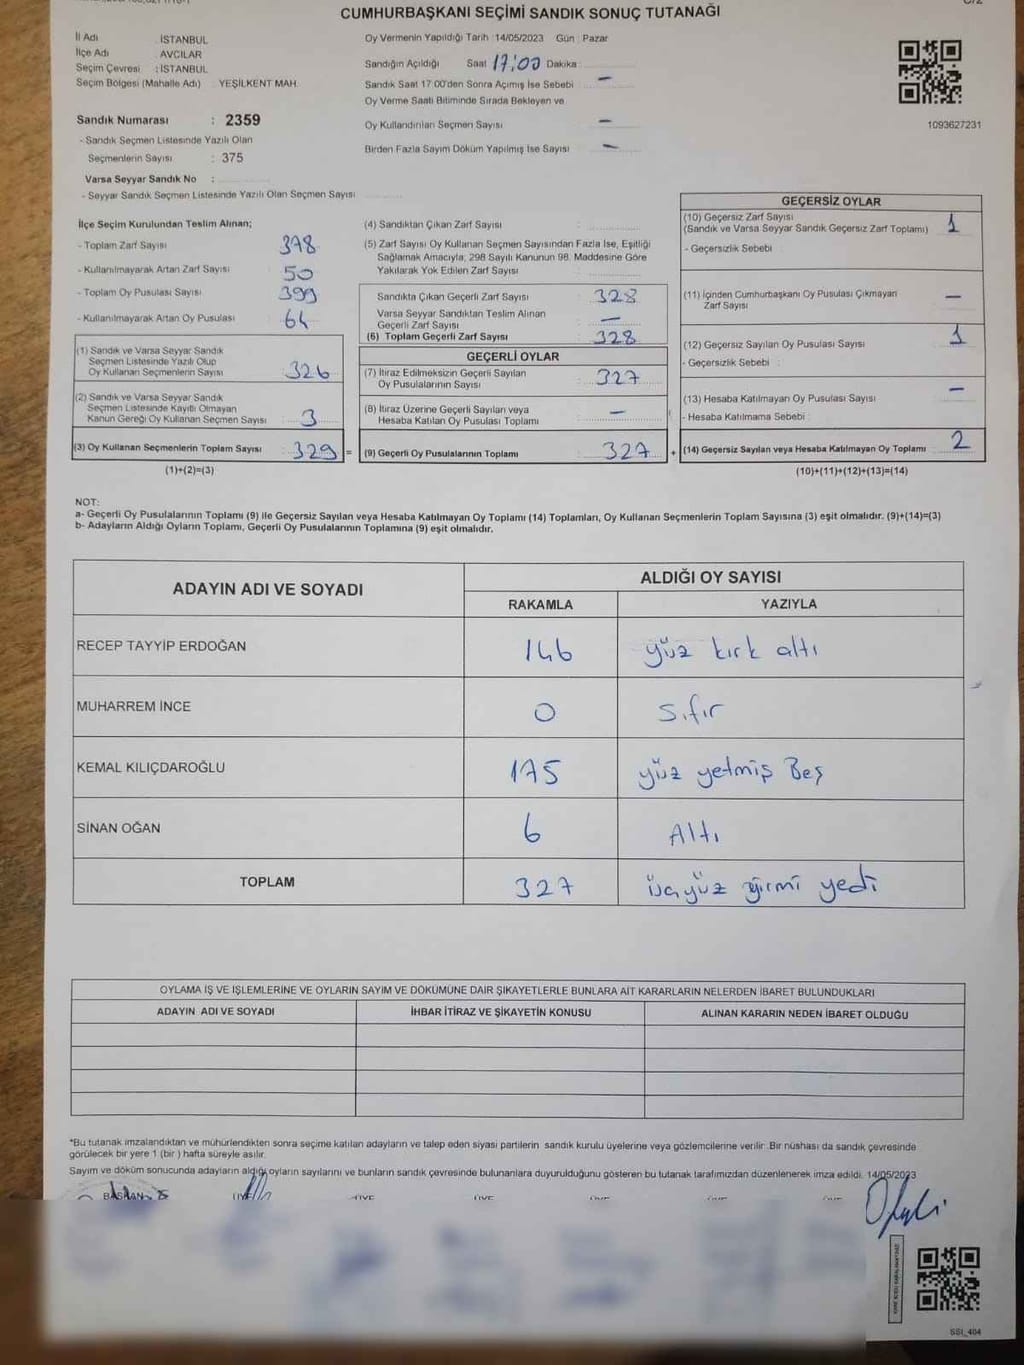 CUMHURBAŞKANI SEÇİMİ SANDIK SONUÇ TUTANAĞI
İl Adı İSTANBUL
İlçe Adı AVCILAR
Seçim Çevresi : İSTANBUL
Seçim Bölgesi (Mahalle Adı) YEŞİLKENT MAH.
Sandık Numarası : 2359
- Sandık Seçmen Listesinde Yazılı Olan
Seçmenlerin Sayısı : 375
Varsa Seyyar Sandık No :
- Seyyar Sandık Seçmen Listesinde Yazılı Olan Seçmen Sayısı
Oy Vermenin Yapıldığı Tarih : 14/05/2023 Gün : Pazar
Sandığın Açıldığı Saat 17:00 Dakika :
Sandık Saat 17.00'den Sonra Açımış İse Sebebi : -
Oy Verme Saati Bitiminde Sırada Bekleyen ve
Oy Kullandırılan Seçmen Sayısı -
Birden Fazla Sayım Döküm Yapılmış İse Sayısı -
1093627231
İlçe Seçim Kurulundan Teslim Alınan;
- Toplam Zarf Sayısı 378
- Kullanılmayarak Artan Zarf Sayısı 50
- Toplam Oy Pusulası Sayısı 399
- Kullanılmayarak Artan Oy Pusulası 64
(1) Sandık ve Varsa Seyyar Sandık
Seçmen Listesinde Yazılı Olup
Oy Kullanan Seçmenlerin Sayısı 326
(2) Sandık ve Varsa Seyyar Sandık
Seçmen Listesinde Kayıtlı Olmayan
Kanun Gereği Oy Kullanan Seçmen Sayısı 3
(3) Oy Kullanan Seçmenlerin Toplam Sayısı 329 =
(1)+(2)=(3)
(4) Sandıktan Çıkan Zarf Sayısı :
(5) Zarf Sayısı Oy Kullanan Seçmen Sayısından Fazla İse, Eşitliği
Sağlamak Amacıyla; 298 Sayılı Kanunun 98. Maddesine Göre
Yakılarak Yok Edilen Zarf Sayısı :
Sandıkta Çıkan Geçerli Zarf Sayısı : 328
Varsa Seyyar Sandıktan Teslim Alınan
Geçerli Zarf Sayısı : -
(6) Toplam Geçerli Zarf Sayısı 328
GEÇERLİ OYLAR
(7) İtiraz Edilmeksizin Geçerli Sayılan
Oy Pusulalarının Sayısı : 327
(8) İtiraz Üzerine Geçerli Sayılan veya
Hesaba Katılan Oy Pusulası Toplamı : -
(9) Geçerli Oy Pusulalarının Toplamı 327 +
GEÇERSİZ OYLAR
(10) Geçersiz Zarf Sayısı
(Sandık ve Varsa Seyyar Sandık Geçersiz Zarf Toplamı) 1
- Geçersizlik Sebebi :
(11) İçinden Cumhurbaşkanı Oy Pusulası Çıkmayan
Zarf Sayısı -
(12) Geçersiz Sayılan Oy Pusulası Sayısı 1
- Geçersizlik Sebebi :
(13) Hesaba Katılmayan Oy Pusulası Sayısı -
- Hesaba Katılmama Sebebi :
(14) Geçersiz Sayılan veya Hesaba Katılmayan Oy Toplamı 2
(10)+(11)+(12)+(13)=(14)
NOT:
a- Geçerli Oy Pusulalarının Toplamı (9) ile Geçersiz Sayılan veya Hesaba Katılmayan Oy Toplamı (14) Toplamları, Oy Kullanan Seçmenlerin Toplam Sayısına (3) eşit olmalıdır. (9)+(14)=(3)
b- Adayların Aldığı Oyların Toplamı, Geçerli Oy Pusulalarının Toplamına (9) eşit olmalıdır.
ADAYIN ADI VE SOYADI ALDIĞI OY SAYISI
RAKAMLA YAZIYLA
RECEP TAYYİP ERDOĞAN 146 yüz kırk altı
MUHARREM İNCE 0 sıfır
KEMAL KILIÇDAROĞLU 175 yüz yetmiş Beş
SİNAN OĞAN 6 Altı
TOPLAM 327 üçyüz yirmi yedi
OYLAMA İŞ VE İŞLEMLERİNE VE OYLARIN SAYIM VE DÖKÜMÜNE DAİR ŞİKAYETLERLE BUNLARA AİT KARARLARIN NELERDEN İBARET BULUNDUKLARI
ADAYIN ADI VE SOYADI İHBAR İTİRAZ VE ŞİKAYETİN KONUSU ALINAN KARARIN NEDEN İBARET OLDUĞU
*Bu tutanak imzalandıktan ve mühürlendikten sonra seçime katılan adayların ve talep eden siyasi partilerin sandık kurulu üyelerine veya gözlemcilerine verilir. Bir nüshası da sandık çevresinde
görülecek bir yere 1 (bir ) hafta süreyle asılır.
Sayım ve döküm sonucunda adayların aldığı oyların sayılarını ve bunların sandık çevresinde bulunanlara duyurulduğunu gösteren bu tutanak tarafımızdan düzenlenerek imza edildi. 14/05/2023
BAŞKAN
SSI_404